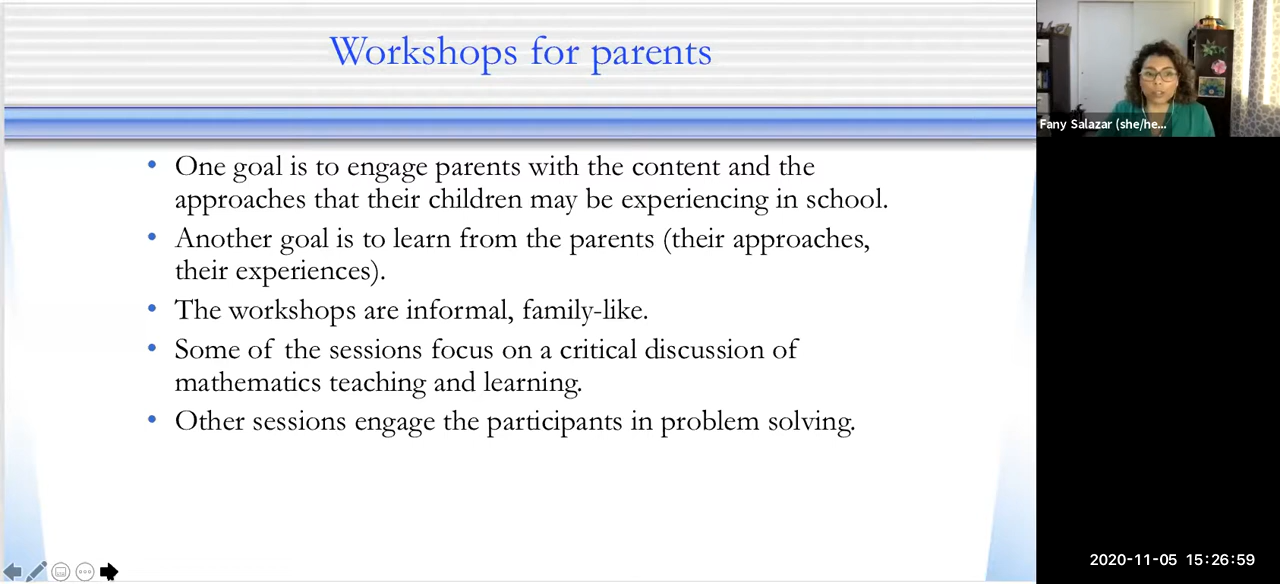 Workshops for parents
• One goal is to engage parents with the content and the
approaches that their children may be experiencing in school.
• Another goal is to learn from the parents (their approaches,
their experiences).
• The workshops are informal, family-like.
• Some of the sessions focus on a critical discussion of
mathematics teaching and learning.
• Other sessions engage the participants in problem solving.
Fany Salazar (she/he...
2020-11-05 15:26:59